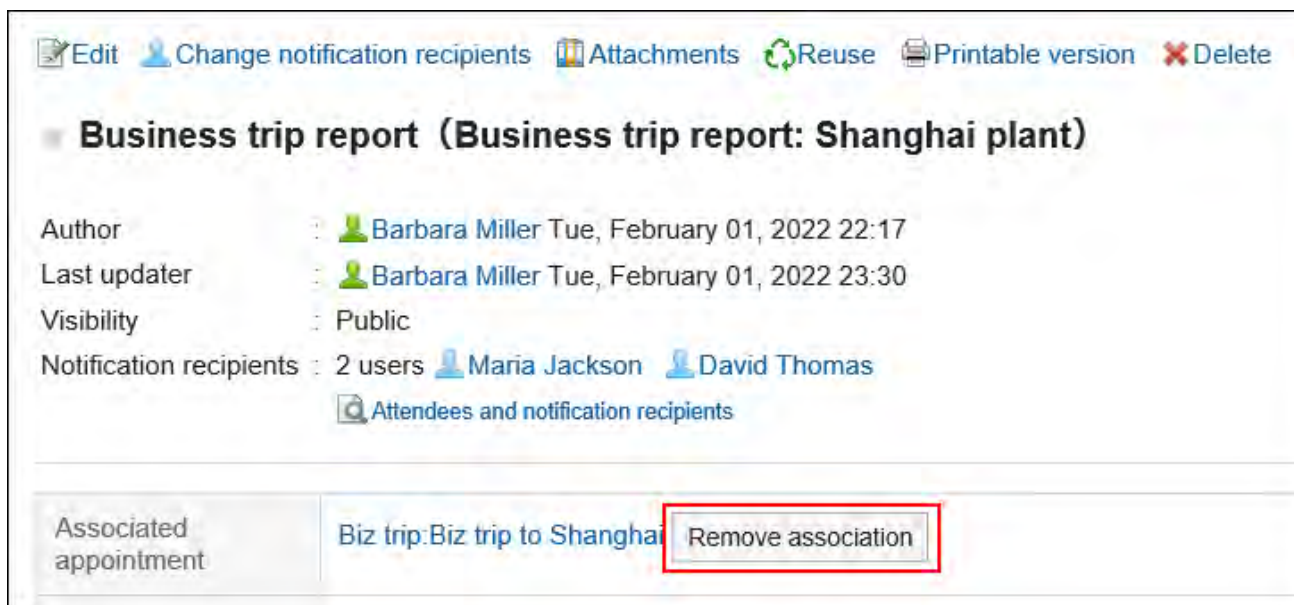 Edit Change notification recipients Attachments Reuse Printable version Delete
Business trip report（Business trip report: Shanghai plant）
Author : Barbara Miller Tue, February 01, 2022 22:17
Last updater : Barbara Miller Tue, February 01, 2022 23:30
Visibility : Public
Notification recipients : 2 users Maria Jackson David Thomas
Attendees and notification recipients
Associated appointment Biz trip:Biz trip to Shanghai Remove association